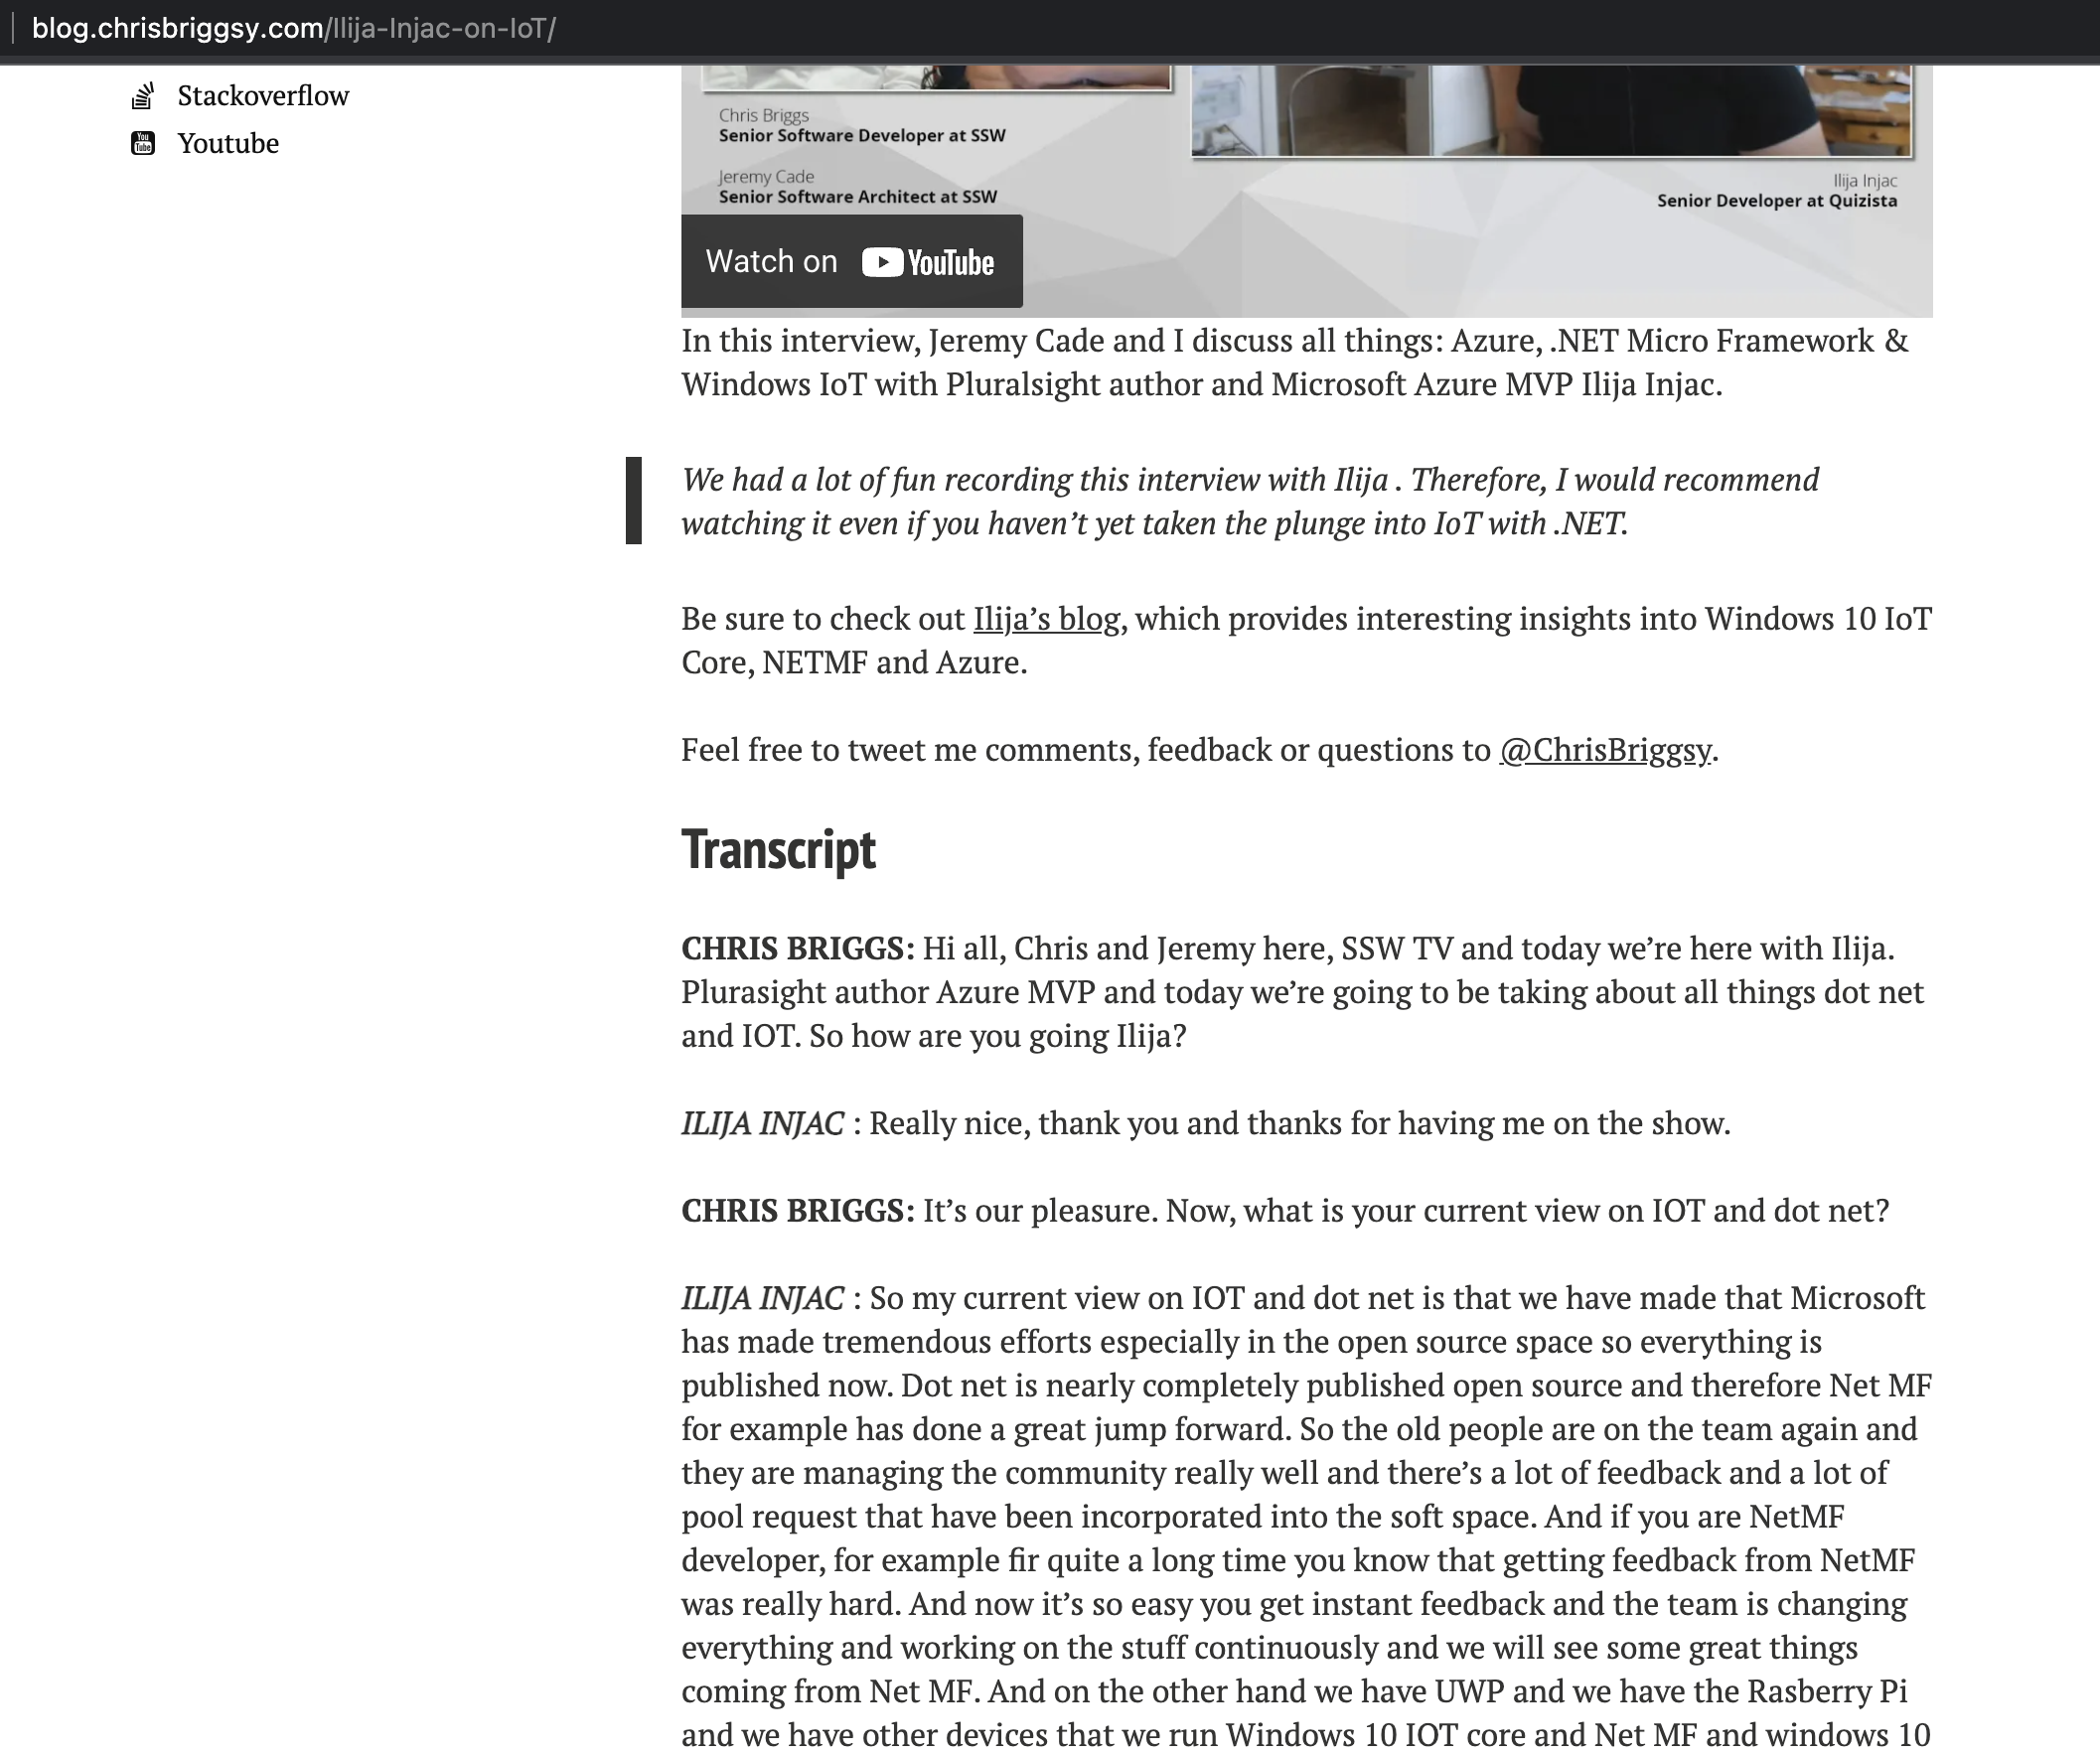 blog.chrisbriggsy.com/Ilija-Injac-on-IoT/
Stackoverflow
You Tube Youtube
Chris Briggs
Senior Software Developer at SSW
Jeremy Cade
Senior Software Architect at SSW
Ilija Injac
Senior Developer at Quizista
Watch on YouTube
In this interview, Jeremy Cade and I discuss all things: Azure, .NET Micro Framework &
Windows IoT with Pluralsight author and Microsoft Azure MVP Ilija Injac.
We had a lot of fun recording this interview with Ilija . Therefore, I would recommend
watching it even if you haven’t yet taken the plunge into IoT with .NET.
Be sure to check out Ilija’s blog, which provides interesting insights into Windows 10 IoT
Core, NETMF and Azure.
Feel free to tweet me comments, feedback or questions to @ChrisBriggsy.
Transcript
CHRIS BRIGGS: Hi all, Chris and Jeremy here, SSW TV and today we’re here with Ilija.
Plurasight author Azure MVP and today we’re going to be taking about all things dot net
and IOT. So how are you going Ilija?
ILIJA INJAC : Really nice, thank you and thanks for having me on the show.
CHRIS BRIGGS: It’s our pleasure. Now, what is your current view on IOT and dot net?
ILIJA INJAC : So my current view on IOT and dot net is that we have made that Microsoft
has made tremendous efforts especially in the open source space so everything is
published now. Dot net is nearly completely published open source and therefore Net MF
for example has done a great jump forward. So the old people are on the team again and
they are managing the community really well and there’s a lot of feedback and a lot of
pool request that have been incorporated into the soft space. And if you are NetMF
developer, for example fir quite a long time you know that getting feedback from NetMF
was really hard. And now it’s so easy you get instant feedback and the team is changing
everything and working on the stuff continuously and we will see some great things
coming from Net MF. And on the other hand we have UWP and we have the Rasberry Pi
and we have other devices that we run Windows 10 IOT core and Net MF and windows 10